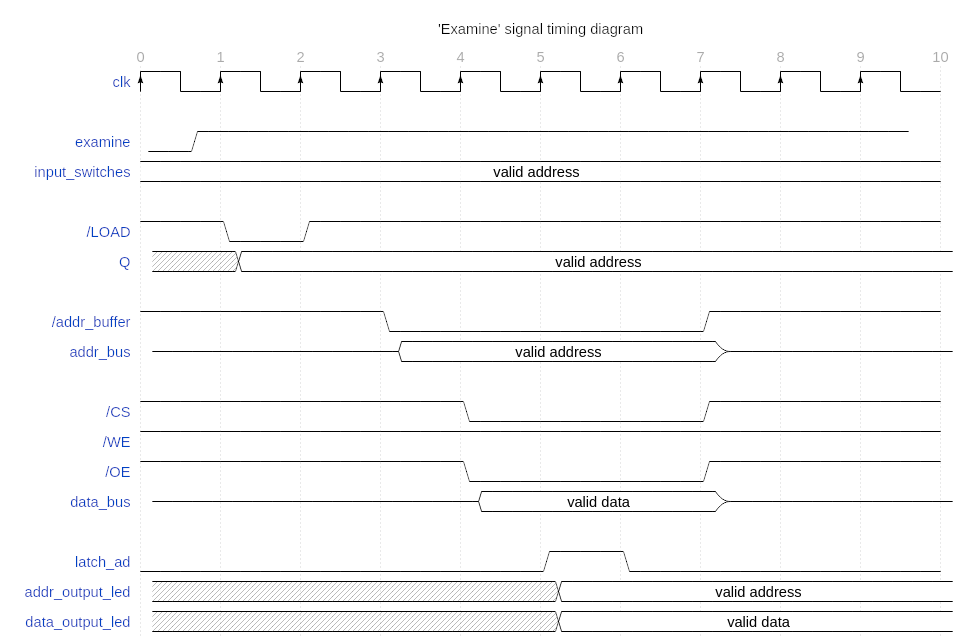 'Examine' signal timing diagram
0 1 2 3 4 5 6 7 8 9 10
clk
examine
input_switches valid address
/LOAD
Q valid address
/addr_buffer
addr_bus valid address
/CS
/WE
/OE
data_bus valid data
latch_ad
addr_output_led valid address
data_output_led valid data